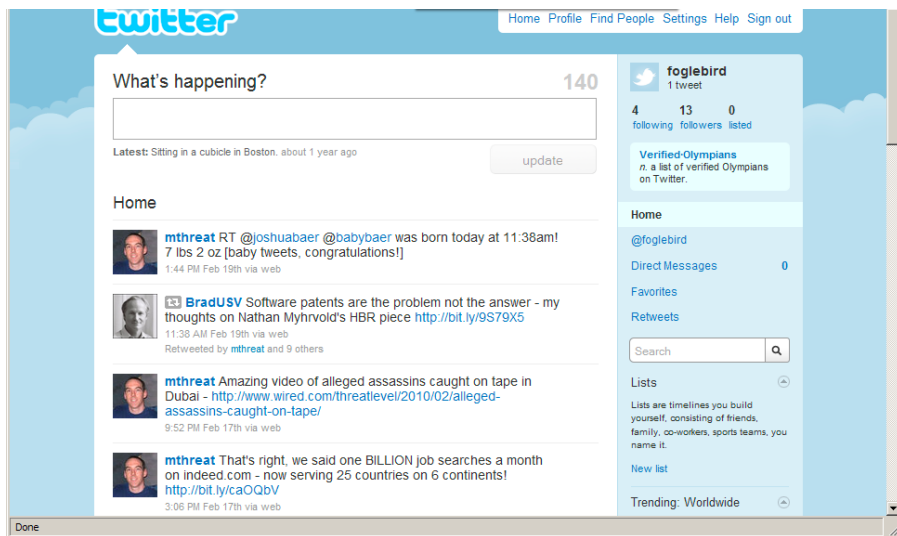 twitter
Home Profile Find People Settings Help Sign out
What's happening?
140
Latest: Sitting in a cubicle in Boston. about 1 year ago
update
Home
mthreat RT @joshuabaer @babybaer was born today at 11:38am!
7 lbs 2 oz [baby tweets, congratulations!]
1:44 PM Feb 19th via web
BradUSV Software patents are the problem not the answer - my
thoughts on Nathan Myhrvold's HBR piece http://bit.ly/9S79X5
11:38 AM Feb 19th via web
Retweeted by mthreat and 9 others
mthreat Amazing video of alleged assassins caught on tape in
Dubai - http://www.wired.com/threatlevel/2010/02/alleged-
assassins-caught-on-tape/
9:52 PM Feb 17th via web
mthreat That's right, we said one BILLION job searches a month
on indeed.com - now serving 25 countries on 6 continents!
http://bit.ly/caOQbV
3:06 PM Feb 17th via web
foglebird
1 tweet
4 13 0
following followers listed
Verified-Olympians
n. a list of verified Olympians
on Twitter.
Home
@foglebird
Direct Messages 0
Favorites
Retweets
Search
Lists
Lists are timelines you build
yourself, consisting of friends,
family, co-workers, sports teams, you
name it.
New list
Trending: Worldwide
Done